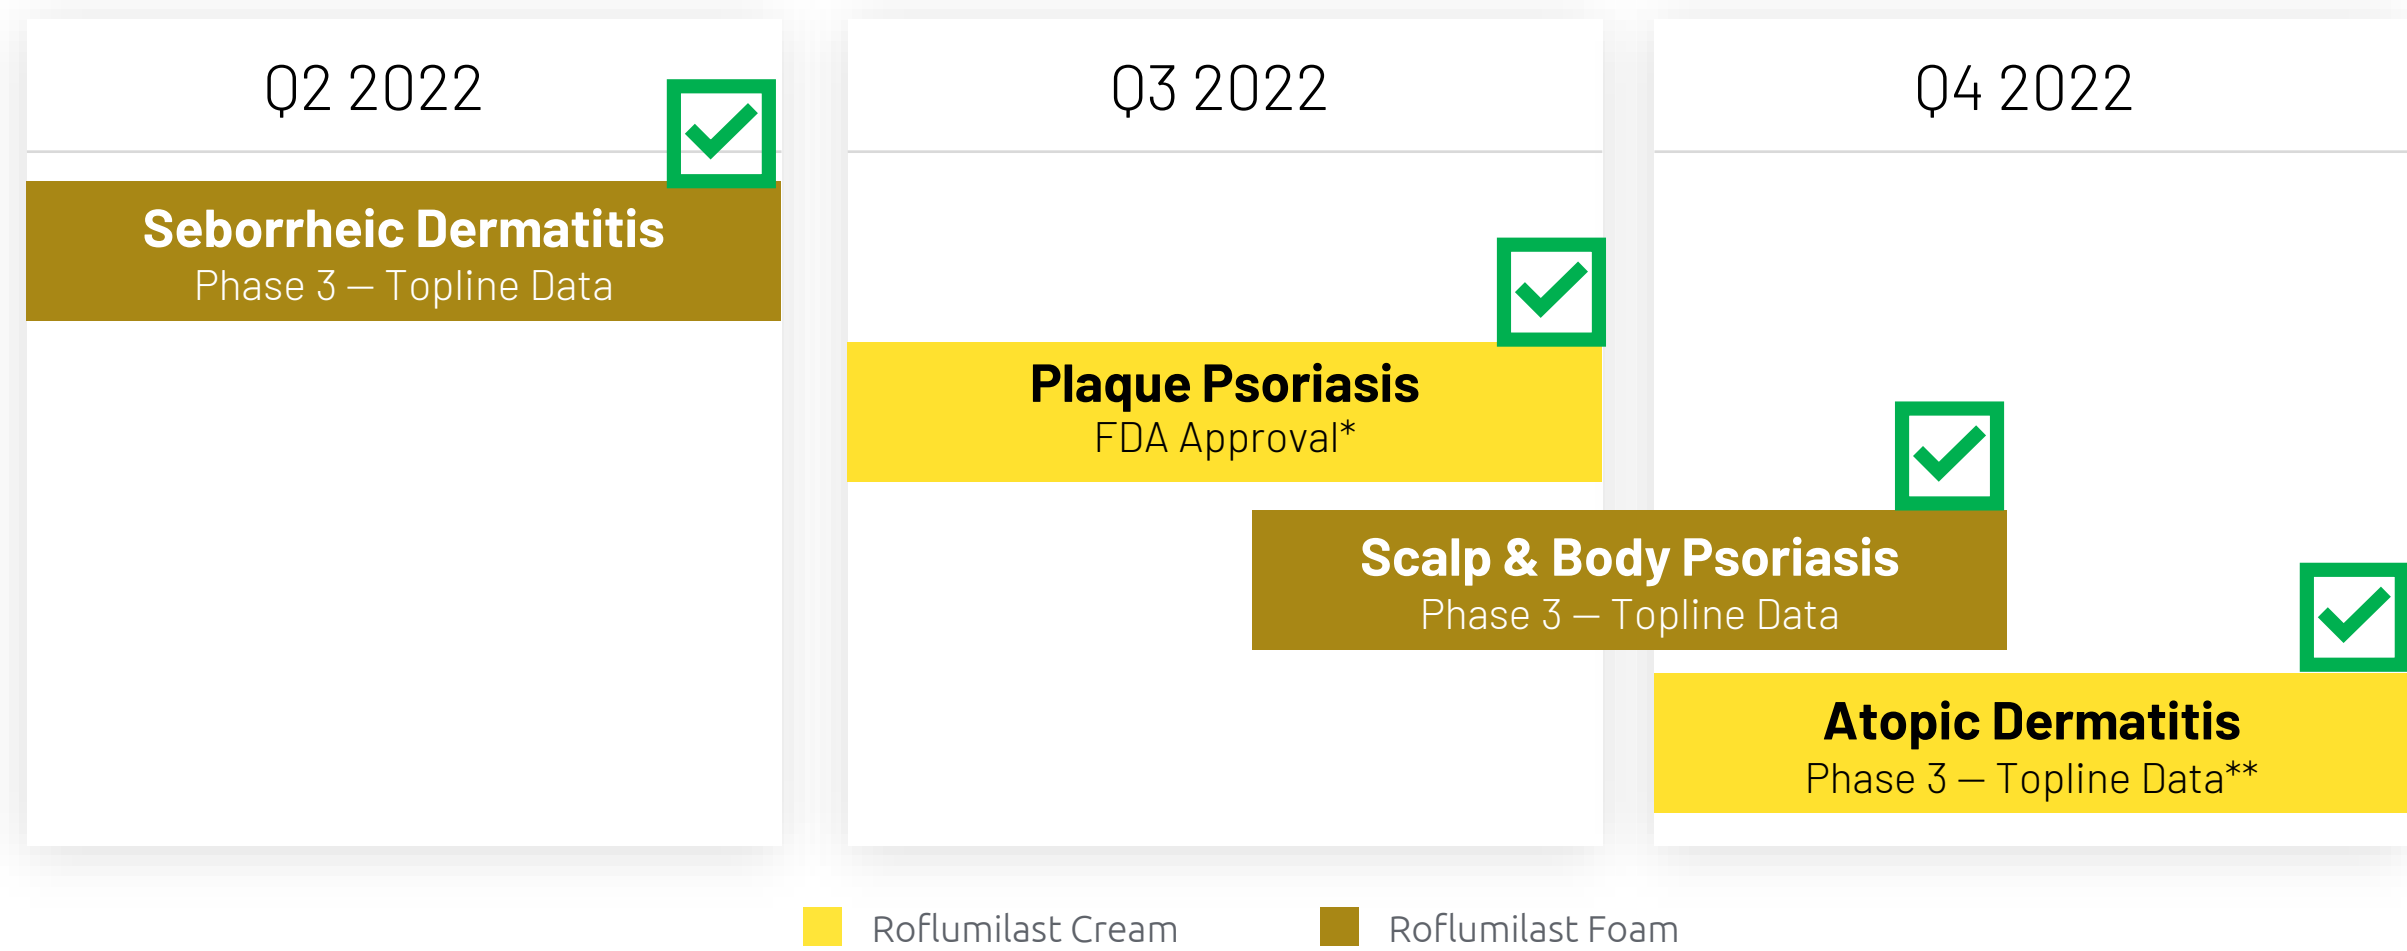 Q2 2022
Seborrheic Dermatitis
Phase 3 – Topline Data
Q3 2022
Plaque Psoriasis
FDA Approval*
Scalp & Body Psoriasis
Phase 3 – Topline Data
Q4 2022
Atopic Dermatitis
Phase 3 – Topline Data**
Roflumilast Cream
Roflumilast Foam